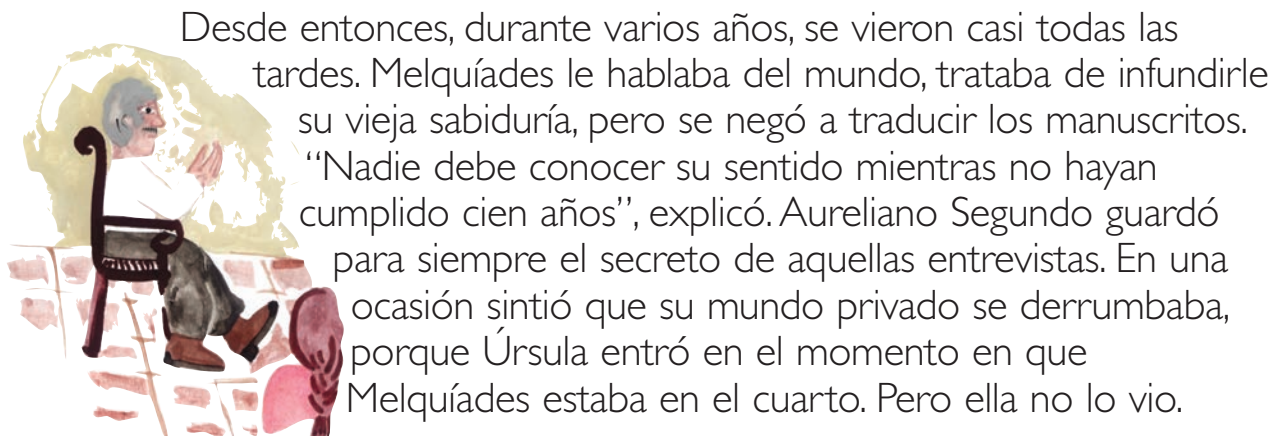 Desde entonces, durante varios años, se vieron casi todas las
tardes. Melquíades le hablaba del mundo, trataba de infundirle
su vieja sabiduría, pero se negó a traducir los manuscritos.
“Nadie debe conocer su sentido mientras no hayan
cumplido cien años”, explicó. Aureliano Segundo guardó
para siempre el secreto de aquellas entrevistas. En una
ocasión sintió que su mundo privado se derrumbaba,
porque Úrsula entró en el momento en que
Melquíades estaba en el cuarto. Pero ella no lo vio.